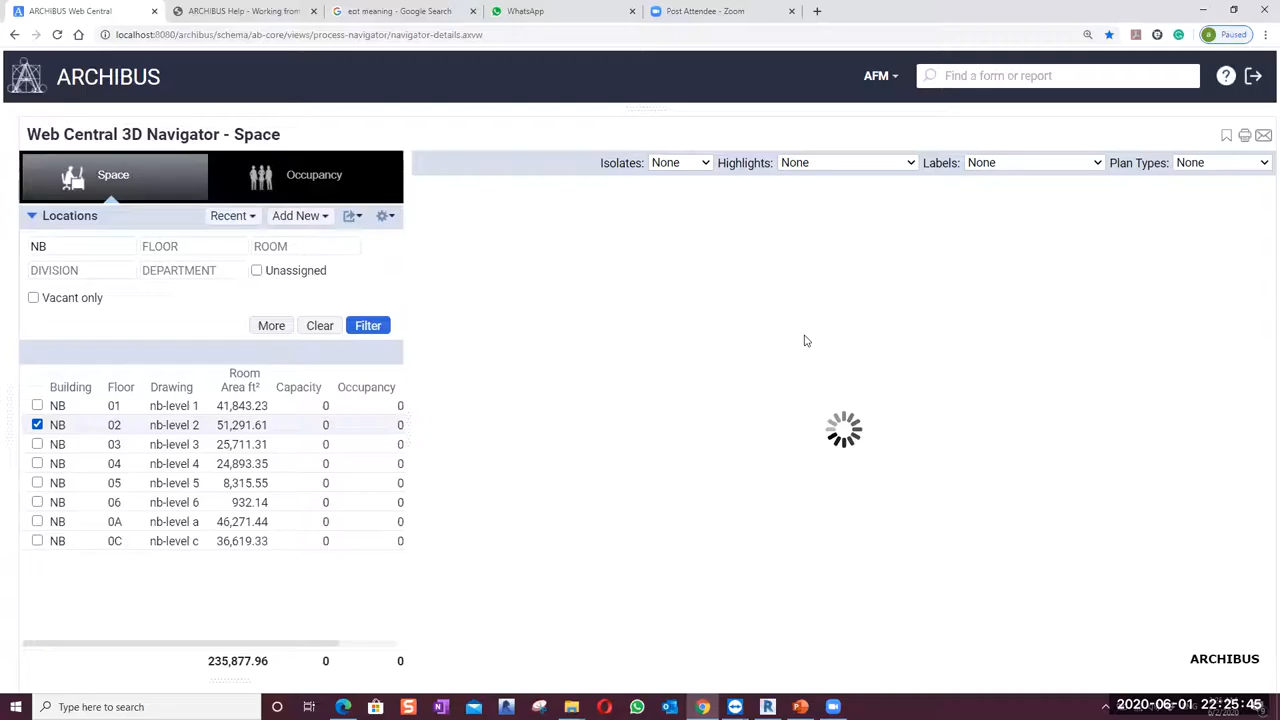 ARCHIBUS Web Central
ARCHIBUS Help - Working from
eot meaning - Google Search
WhatsApp
Post Attendee - Zoom
localhost:8080/archibus/schema/ab-core/views/process-navigator/navigator-details.axvw
a Paused
ARCHIBUS
AFM
Find a form or report
Web Central 3D Navigator - Space
Space
Occupancy
Isolates: None Highlights: None Labels: None Plan Types: None
Locations
Recent Add New
NB FLOOR ROOM
DIVISION DEPARTMENT Unassigned
Vacant only
More Clear Filter
Room
Building Floor Drawing Area ft² Capacity Occupancy
NB 01 nb-level 1 41,843.23 0 0
NB 02 nb-level 2 51,291.61 0 0
NB 03 nb-level 3 25,711.31 0 0
NB 04 nb-level 4 24,893.35 0 0
NB 05 nb-level 5 8,315.55 0 0
NB 06 nb-level 6 932.14 0 0
NB 0A nb-level a 46,271.44 0 0
NB 0C nb-level c 36,619.33 0 0
235,877.96 0 0
ARCHIBUS
Type here to search
2020-06-01 22:25:45
6/2/2020